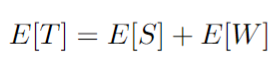 E[T] = E[S] + E[W]